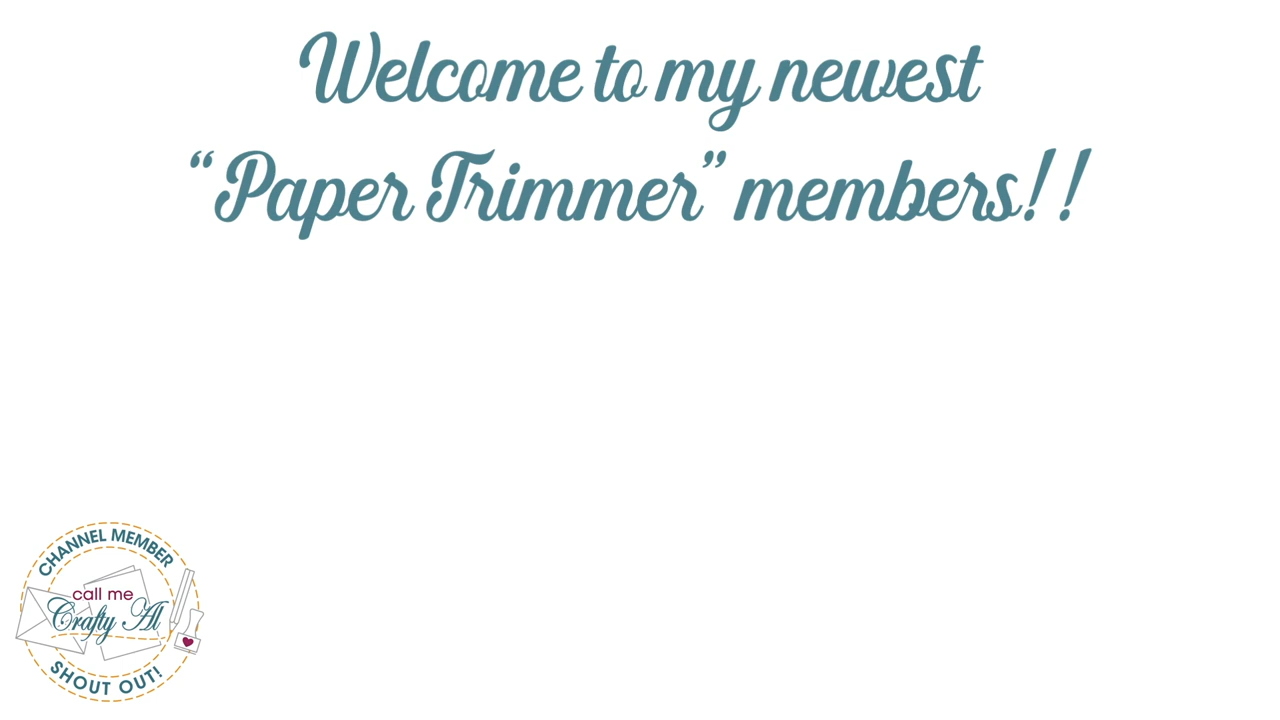 Welcome to my newest
“Paper Trimmer” members!!
CHANNEL MEMBER
call me
Crafty Al
SHOUT OUT!